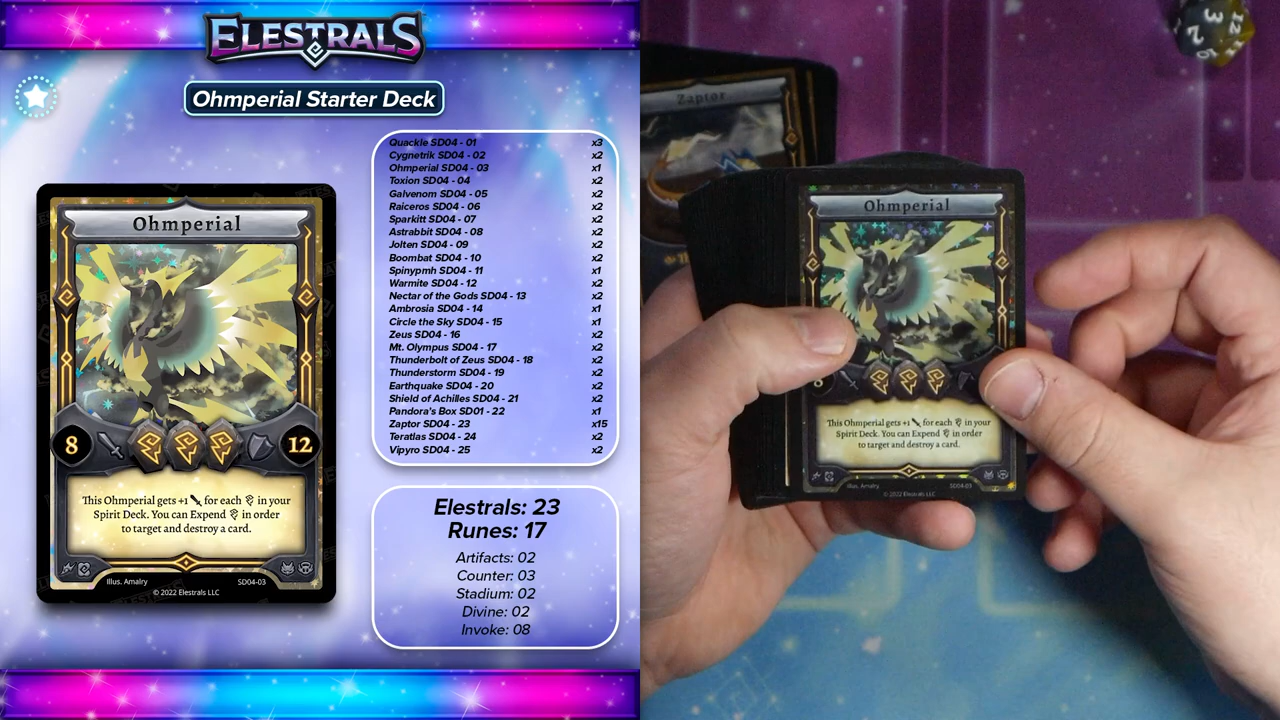 ELESTRALS
Ohmperial Starter Deck
Quackle SD04 - 01 x3
Cygnetrik SD04 - 02 x2
Ohmperial SD04 - 03 x1
Toxion SD04 - 04 x2
Galvenom SD04 - 05 x2
Raiceros SD04 - 06 x2
Sparkitt SD04 - 07 x2
Astrabbit SD04 - 08 x2
Jolten SD04 - 09 x2
Boombat SD04 - 10 x2
Spinypmh SD04 - 11 x1
Warmite SD04 - 12 x2
Nectar of the Gods SD04 - 13 x2
Ambrosia SD04 - 14 x1
Circle the Sky SD04 - 15 x1
Zeus SD04 - 16 x2
Mt. Olympus SD04 - 17 x2
Thunderbolt of Zeus SD04 - 18 x2
Thunderstorm SD04 - 19 x2
Earthquake SD04 - 20 x2
Shield of Achilles SD04 - 21 x2
Pandora's Box SD01 - 22 x1
Zaptor SD04 - 23 x15
Teratlas SD04 - 24 x2
Vipyro SD04 - 25 x2
Elestrals: 23
Runes: 17
Artifacts: 02
Counter: 03
Stadium: 02
Divine: 02
Invoke: 08
Ohmperial
8 12
This Ohmperial gets +1 for each in your
Spirit Deck. You can Expend in order
to target and destroy a card.
Illus. Amalry SD04-03
© 2022 Elestrals LLC
Zaptor
Ohmperial
8
This Ohmperial gets +1 for each in your
Spirit Deck. You can Expend in order
to target and destroy a card.
Illus. Amalry SD04-03
© 2022 Elestrals LLC